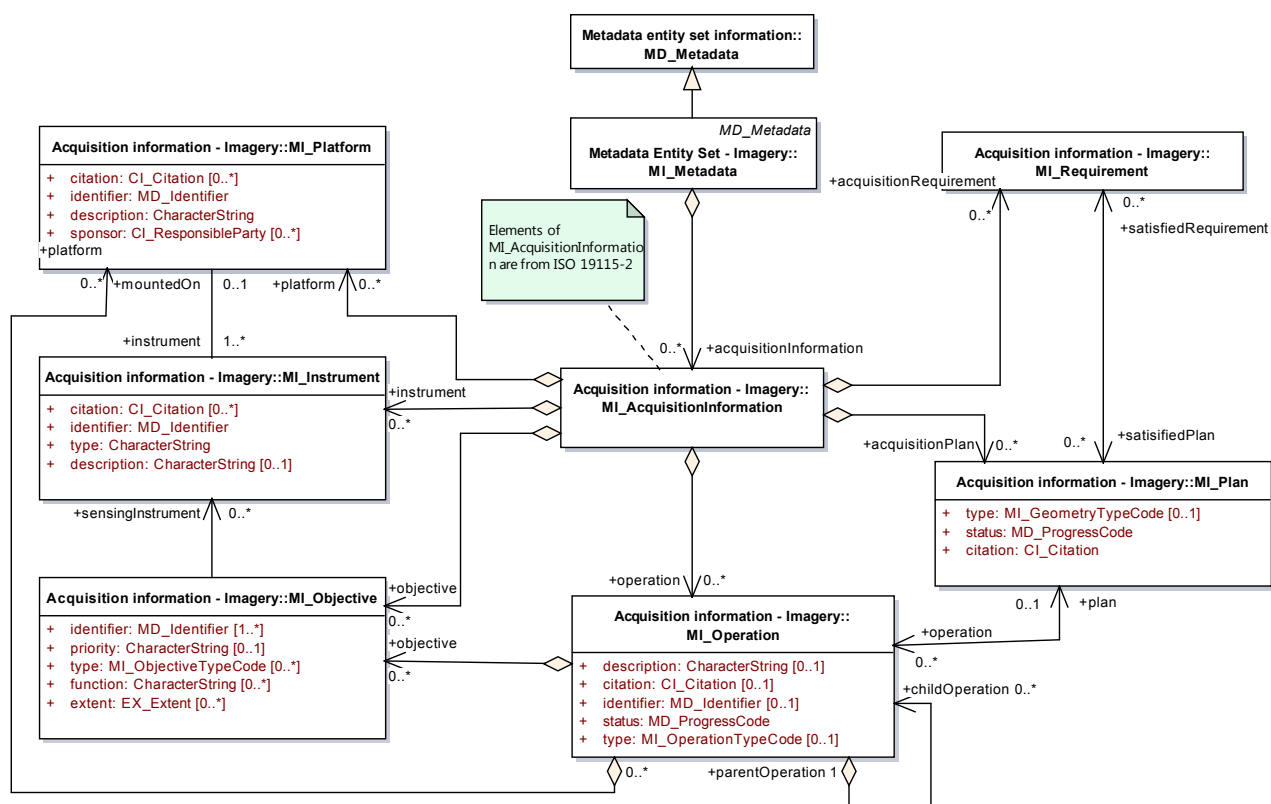 Metadata entity set information::
MD_Metadata
MD_Metadata
Metadata Entity Set - Imagery::
MI_Metadata
Acquisition information - Imagery::MI_Platform
+ citation: CI_Citation [0..*]
+ identifier: MD_Identifier
+ description: CharacterString
+ sponsor: CI_ResponsibleParty [0..*]
+platform
0..*
+mountedOn
0..1
+platform
0..*
Acquisition information - Imagery::
MI_Requirement
+acquisitionRequirement
0..*
0..*
+satisfiedRequirement
Elements of
MI_AcquisitionInformatio
n are from ISO 19115-2
+instrument
1..*
0..*
+acquisitionInformation
Acquisition information - Imagery::MI_Instrument
+ citation: CI_Citation [0..*]
+ identifier: MD_Identifier
+ type: CharacterString
+ description: CharacterString [0..1]
+instrument
0..*
Acquisition information - Imagery::
MI_AcquisitionInformation
+acquisitionPlan
0..*
0..*
+satisifiedPlan
Acquisition information - Imagery::MI_Plan
+ type: MI_GeometryTypeCode [0..1]
+ status: MD_ProgressCode
+ citation: CI_Citation
+sensingInstrument
0..*
Acquisition information - Imagery::MI_Objective
+ identifier: MD_Identifier [1..*]
+ priority: CharacterString [0..1]
+ type: MI_ObjectiveTypeCode [0..*]
+ function: CharacterString [0..*]
+ extent: EX_Extent [0..*]
+objective
0..*
+objective
0..*
+operation
0..*
Acquisition information - Imagery::
MI_Operation
+ description: CharacterString [0..1]
+ citation: CI_Citation [0..1]
+ identifier: MD_Identifier [0..1]
+ status: MD_ProgressCode
+ type: MI_OperationTypeCode [0..1]
0..1
+plan
+operation
0..*
+childOperation 0..*
0..*
+parentOperation 1